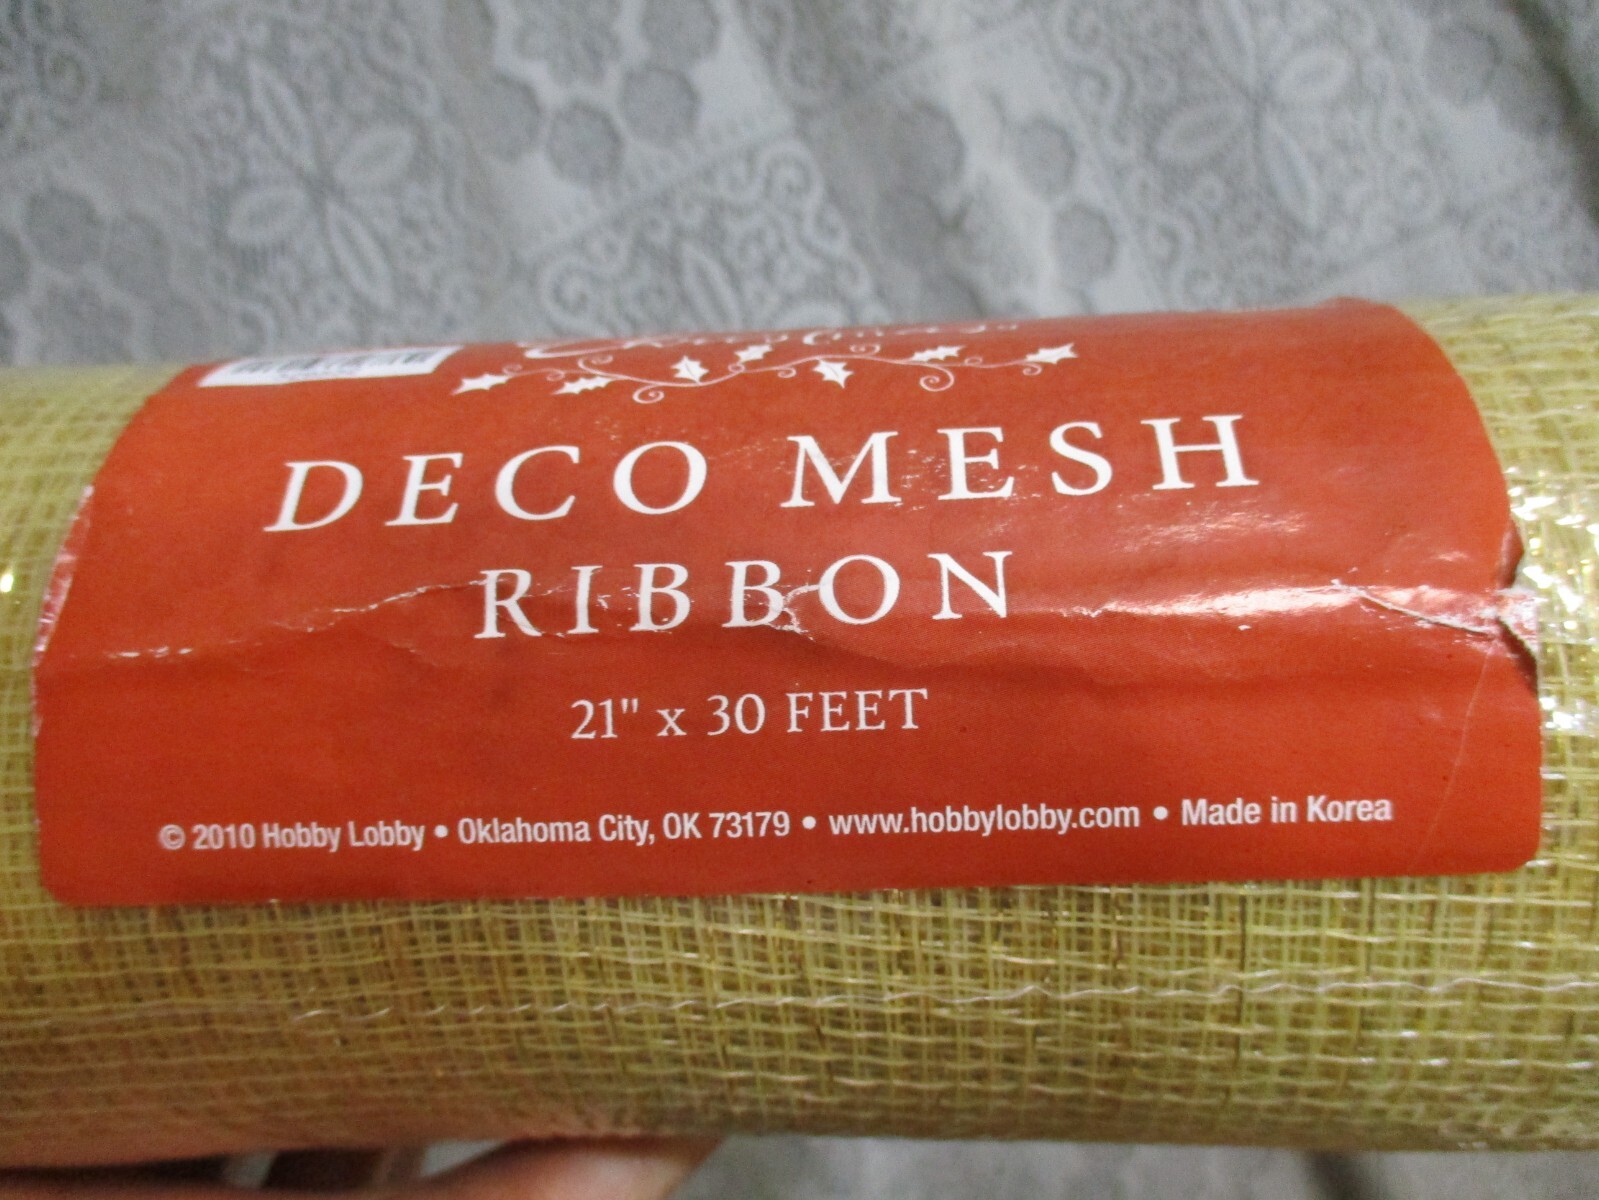 DECO MESH
RIBBON
21" x 30 FEET
© 2010 Hobby Lobby • Oklahoma City, OK 73179 • www.hobbylobby.com • Made in Korea